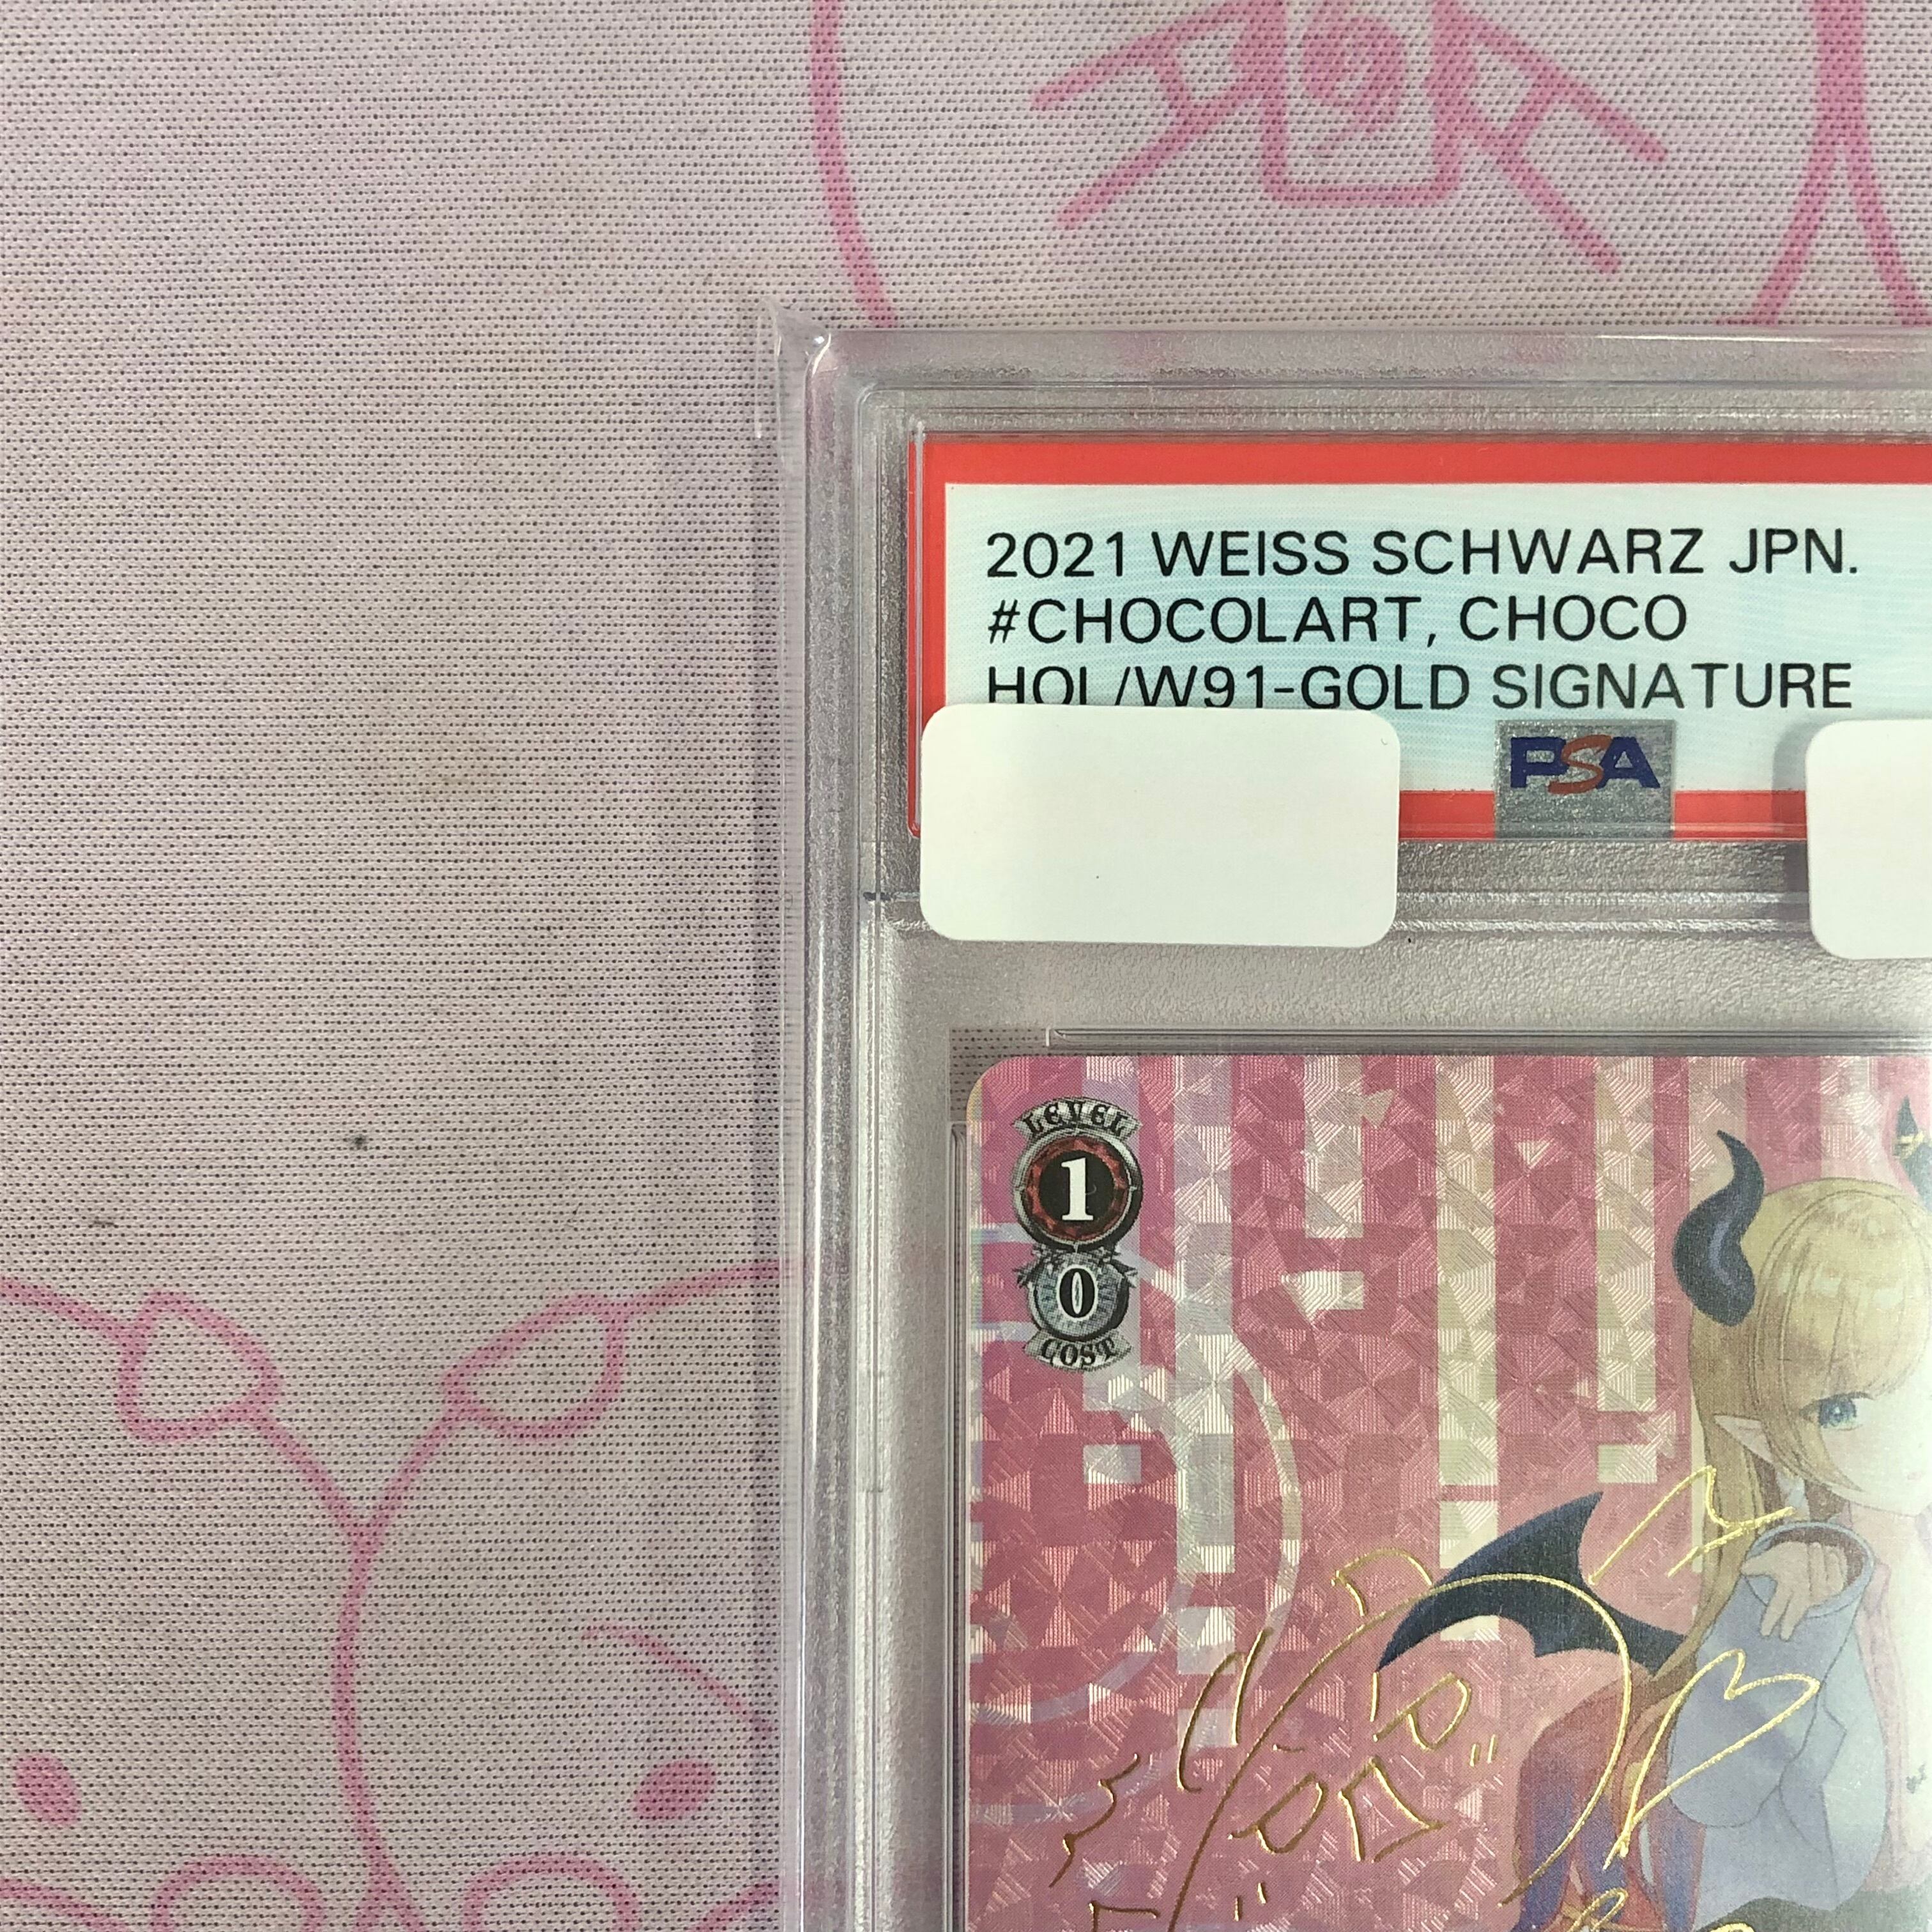 2021 WEISS SCHWARZ JPN.
#CHOCOLART, CHOCO
HOL/W91-GOLD SIGNATURE
PSA
LEVEL
1
0
COST